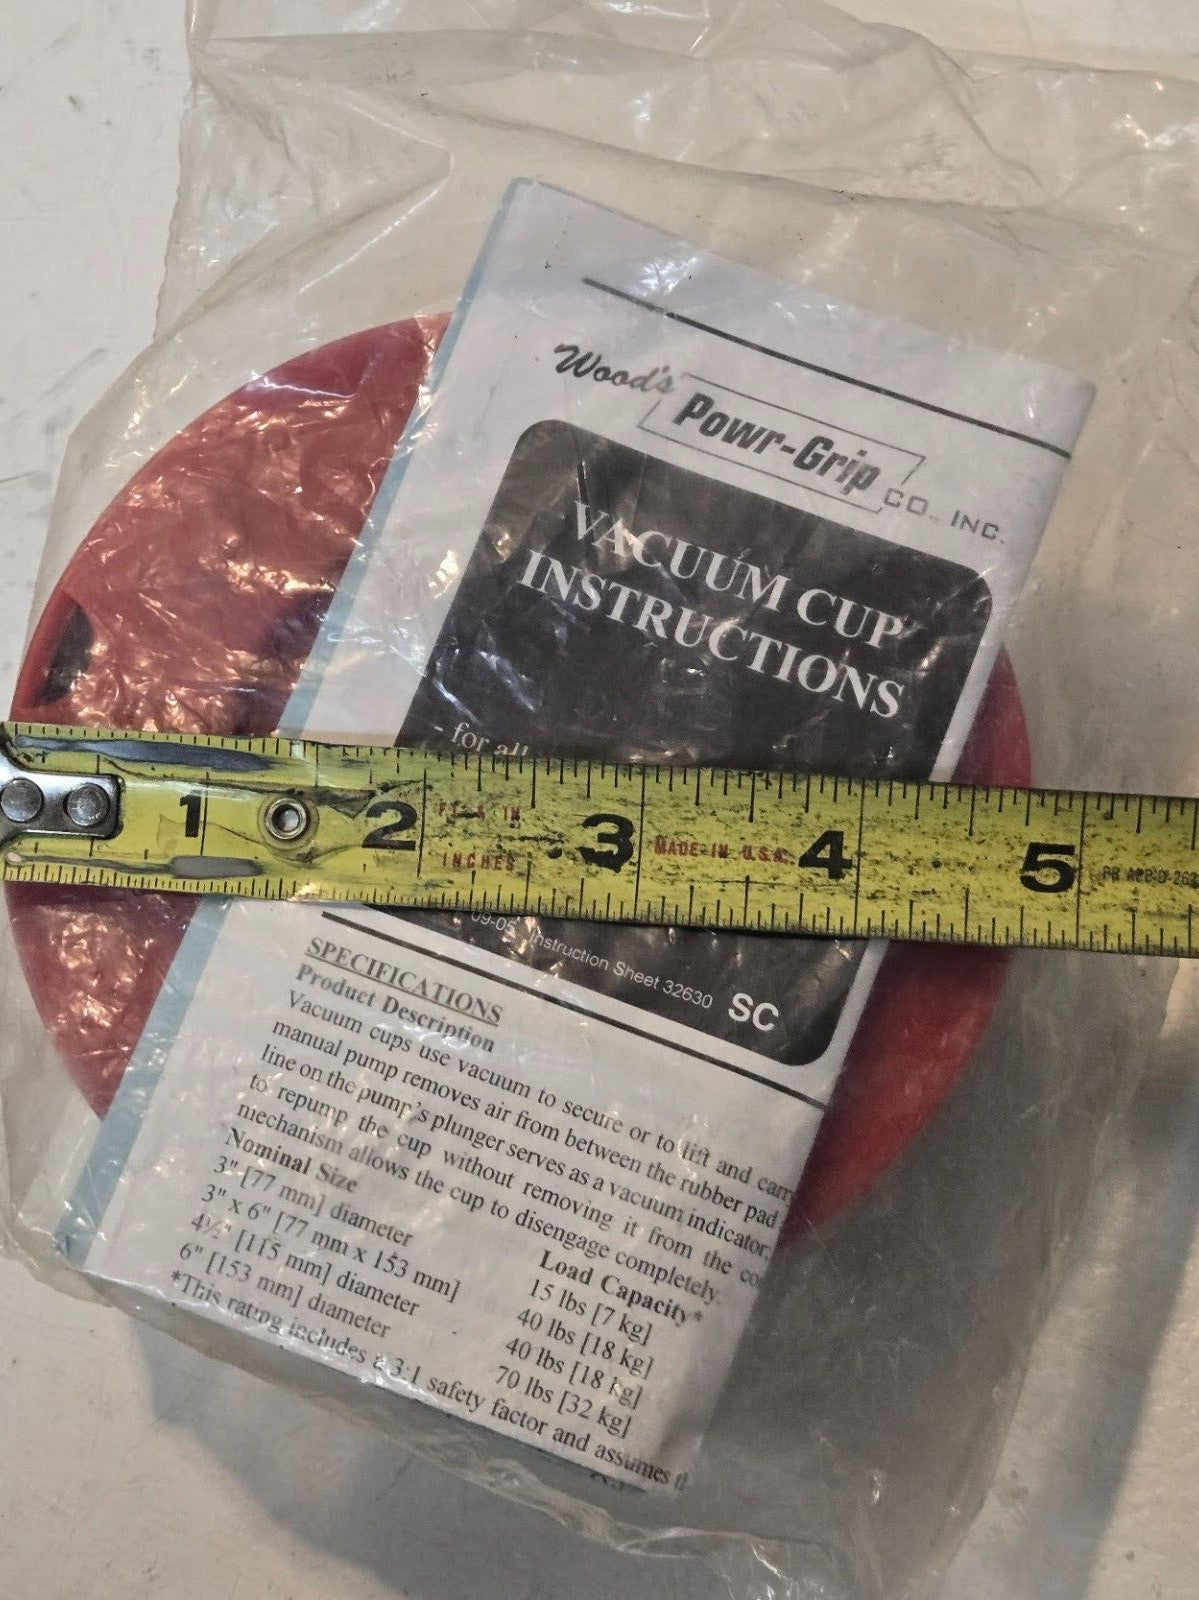 Wood's
Powr-Grip CO., INC.
VACUUM CUP
INSTRUCTIONS
- for all
1 2 3 4 5
FT. & IN.
INCHES
MADE IN U.S.A.
09-05 Instruction Sheet 32630 SC
SPECIFICATIONS
Product Description
Vacuum cups use vacuum to secure or to lift and carry
manual pump removes air from between the rubber pad
line on the pump's plunger serves as a vacuum indicator,
to repump the cup without removing it from the
mechanism allows the cup to disengage completely.
Nominal Size Load Capacity*
3" [77 mm] diameter 15 lbs [7 kg]
3" x 6" [77 mm x 153 mm] 40 lbs [18 kg]
4½" [115 mm] diameter 40 lbs [18 kg]
6" [153 mm] diameter 70 lbs [32 kg]
*This rating includes a 3:1 safety factor and assumes